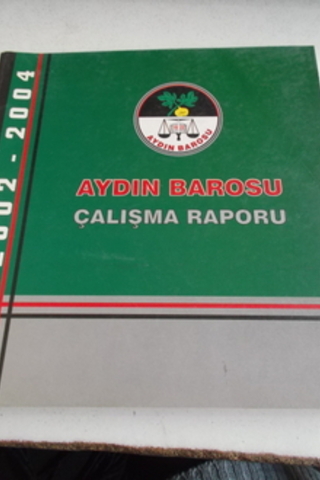 2002 - 2004
AYDIN BAROSU
AYDIN BAROSU
ÇALIŞMA RAPORU